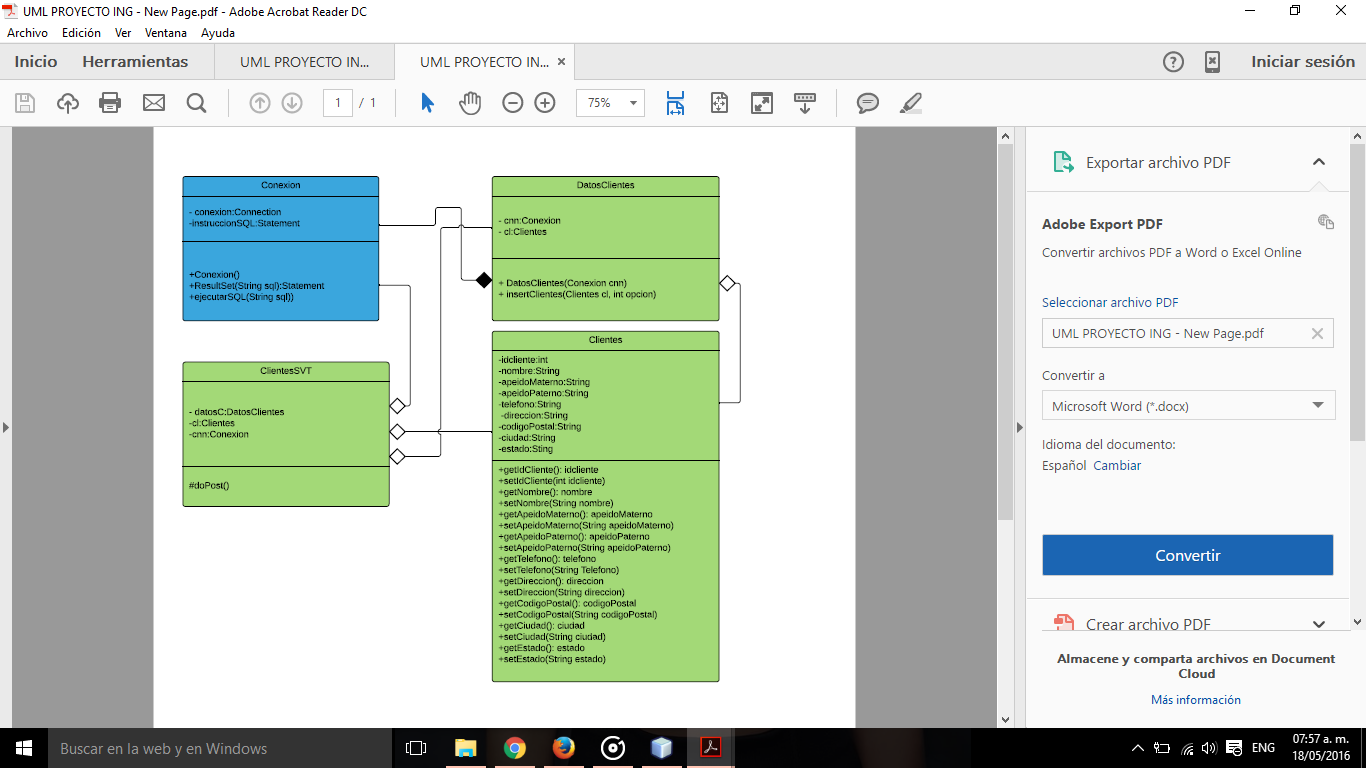 UML PROYECTO ING - New Page.pdf - Adobe Acrobat Reader DC
Archivo Edición Ver Ventana Ayuda
Inicio Herramientas UML PROYECTO IN... UML PROYECTO IN... × Iniciar sesión
1 / 1 75%
Conexion
- conexion:Connection
-instruccionSQL:Statement
+Conexion()
+ResultSet(String sql):Statement
+ejecutarSQL(String sql))
DatosClientes
- cnn:Conexion
- cl:Clientes
+ DatosClientes(Conexion cnn)
+ insertClientes(Clientes cl, int opcion)
ClientesSVT
- datosC:DatosClientes
-cl:Clientes
-cnn:Conexion
#doPost()
Clientes
-idcliente:int
-nombre:String
-apeidoMaterno:String
-apeidoPaterno:String
-telefono:String
-direccion:String
-codigoPostal:String
-ciudad:String
-estado:Sting
+getIdCliente(): idcliente
+setIdCliente(int idcliente)
+getNombre(): nombre
+setNombre(String nombre)
+getApeidoMaterno(): apeidoMaterno
+setApeidoMaterno(String apeidoMaterno)
+getApeidoPaterno(): apeidoPaterno
+setApeidoPaterno(String apeidoPaterno)
+getTelefono(): telefono
+setTelefono(String Telefono)
+getDireccion(): direccion
+setDireccion(String direccion)
+getCodigoPostal(): codigoPostal
+setCodigoPostal(String codigoPostal)
+getCiudad(): ciudad
+setCiudad(String ciudad)
+getEstado(): estado
+setEstado(String estado)
Exportar archivo PDF
Adobe Export PDF
Convertir archivos PDF a Word o Excel Online
Seleccionar archivo PDF
UML PROYECTO ING - New Page.pdf
Convertir a
Microsoft Word (*.docx)
Idioma del documento:
Español Cambiar
Convertir
Crear archivo PDF
Almacene y comparta archivos en Document
Cloud
Más información
Buscar en la web y en Windows
ENG
07:57 a. m.
18/05/2016